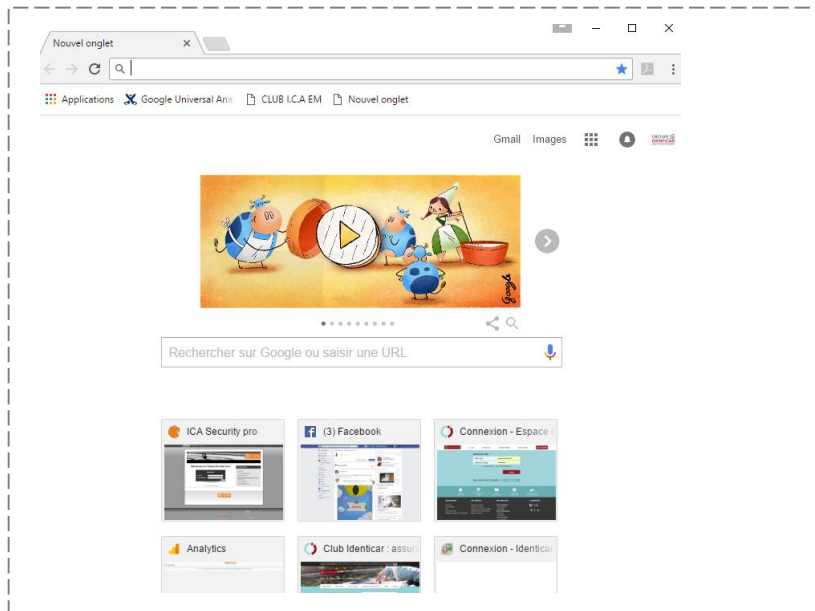 Nouvel onglet
Applications Google Universal Ana CLUB I.C.A EM Nouvel onglet
Gmail Images
Google
Rechercher sur Google ou saisir une URL
ICA Security pro (3) Facebook Connexion - Espace
Analytics Club Identicar : assur Connexion - Identicar